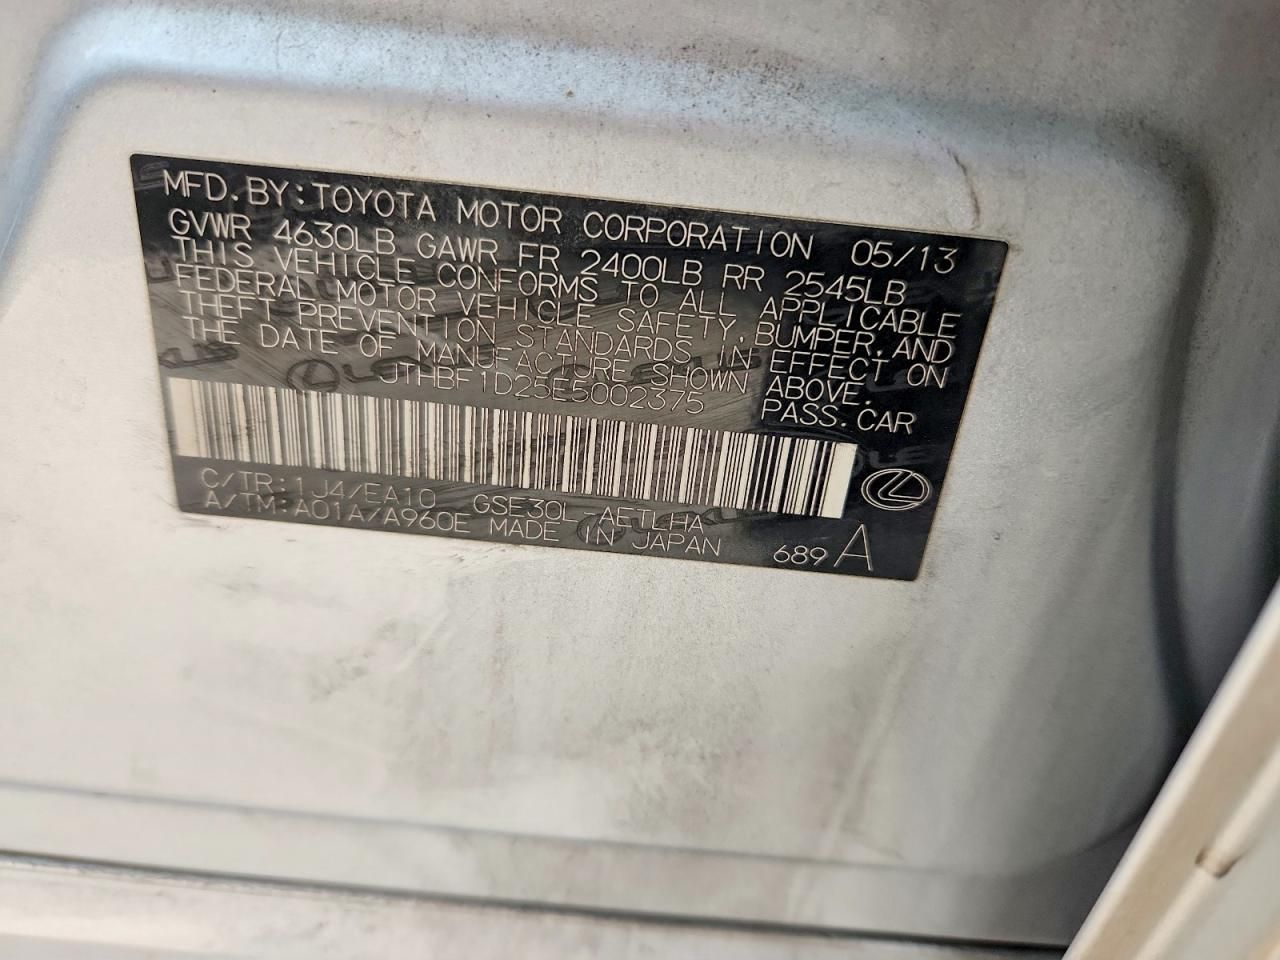 MFD.BY:TOYOTA MOTOR CORPORATION 05/13
GVWR 4630LB GAWR FR 2400LB RR 2545LB
THIS VEHICLE CONFORMS TO ALL APPLICABLE
FEDERAL MOTOR VEHICLE SAFETY,BUMPER,AND
THEFT PREVENTION STANDARDS IN EFFECT ON
THE DATE OF MANUFACTURE SHOWN ABOVE.
JTHBF1D25E5002375 PASS.CAR
C/TR:1J4/EA10 GSE30L AETLHA
A/TM:A01A/A960E MADE IN JAPAN 689 A